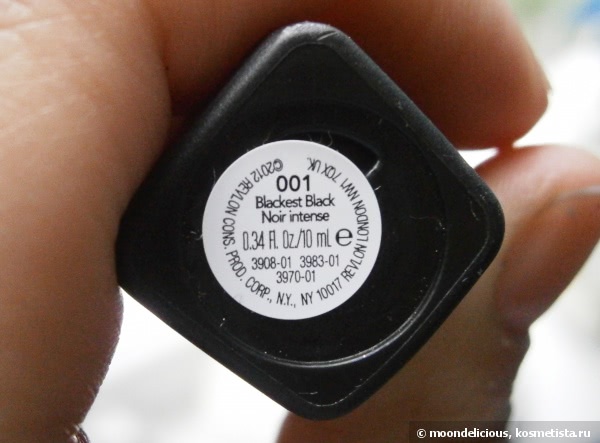 001
Blackest Black
Noir intense
0.34 Fl. Oz./10 mL ℮
3908-01 3983-01
3970-01
©2012 REVLON CONS. PROD. CORP., N.Y., NY 10017 REVLON LONDON NW1 7QX UK.
© moondelicious, kosmetista.ru